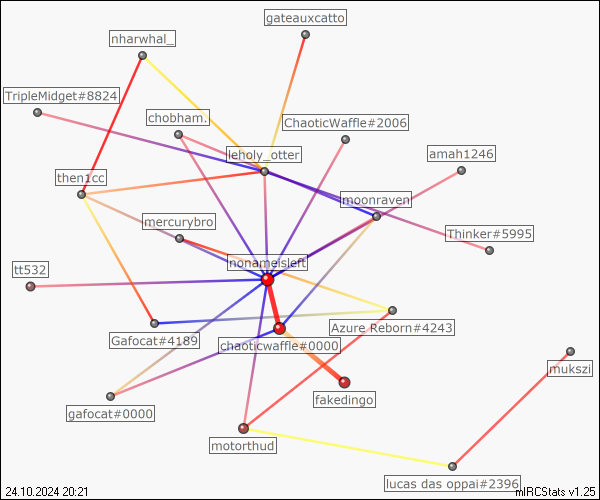 gateauxcatto
nharwhal_
TripleMidget#8824
chobham.
ChaoticWaffle#2006
leholy_otter
amah1246
then1cc
moonraven
mercurybro
Thinker#5995
nonameisleft
tt532
Gafocat#4189
Azure Reborn#4243
chaoticwaffle#0000
mukszi
fakedingo
gafocat#0000
motorthud
lucas das oppai#2396
24.10.2024 20:21
mIRCStats v1.25